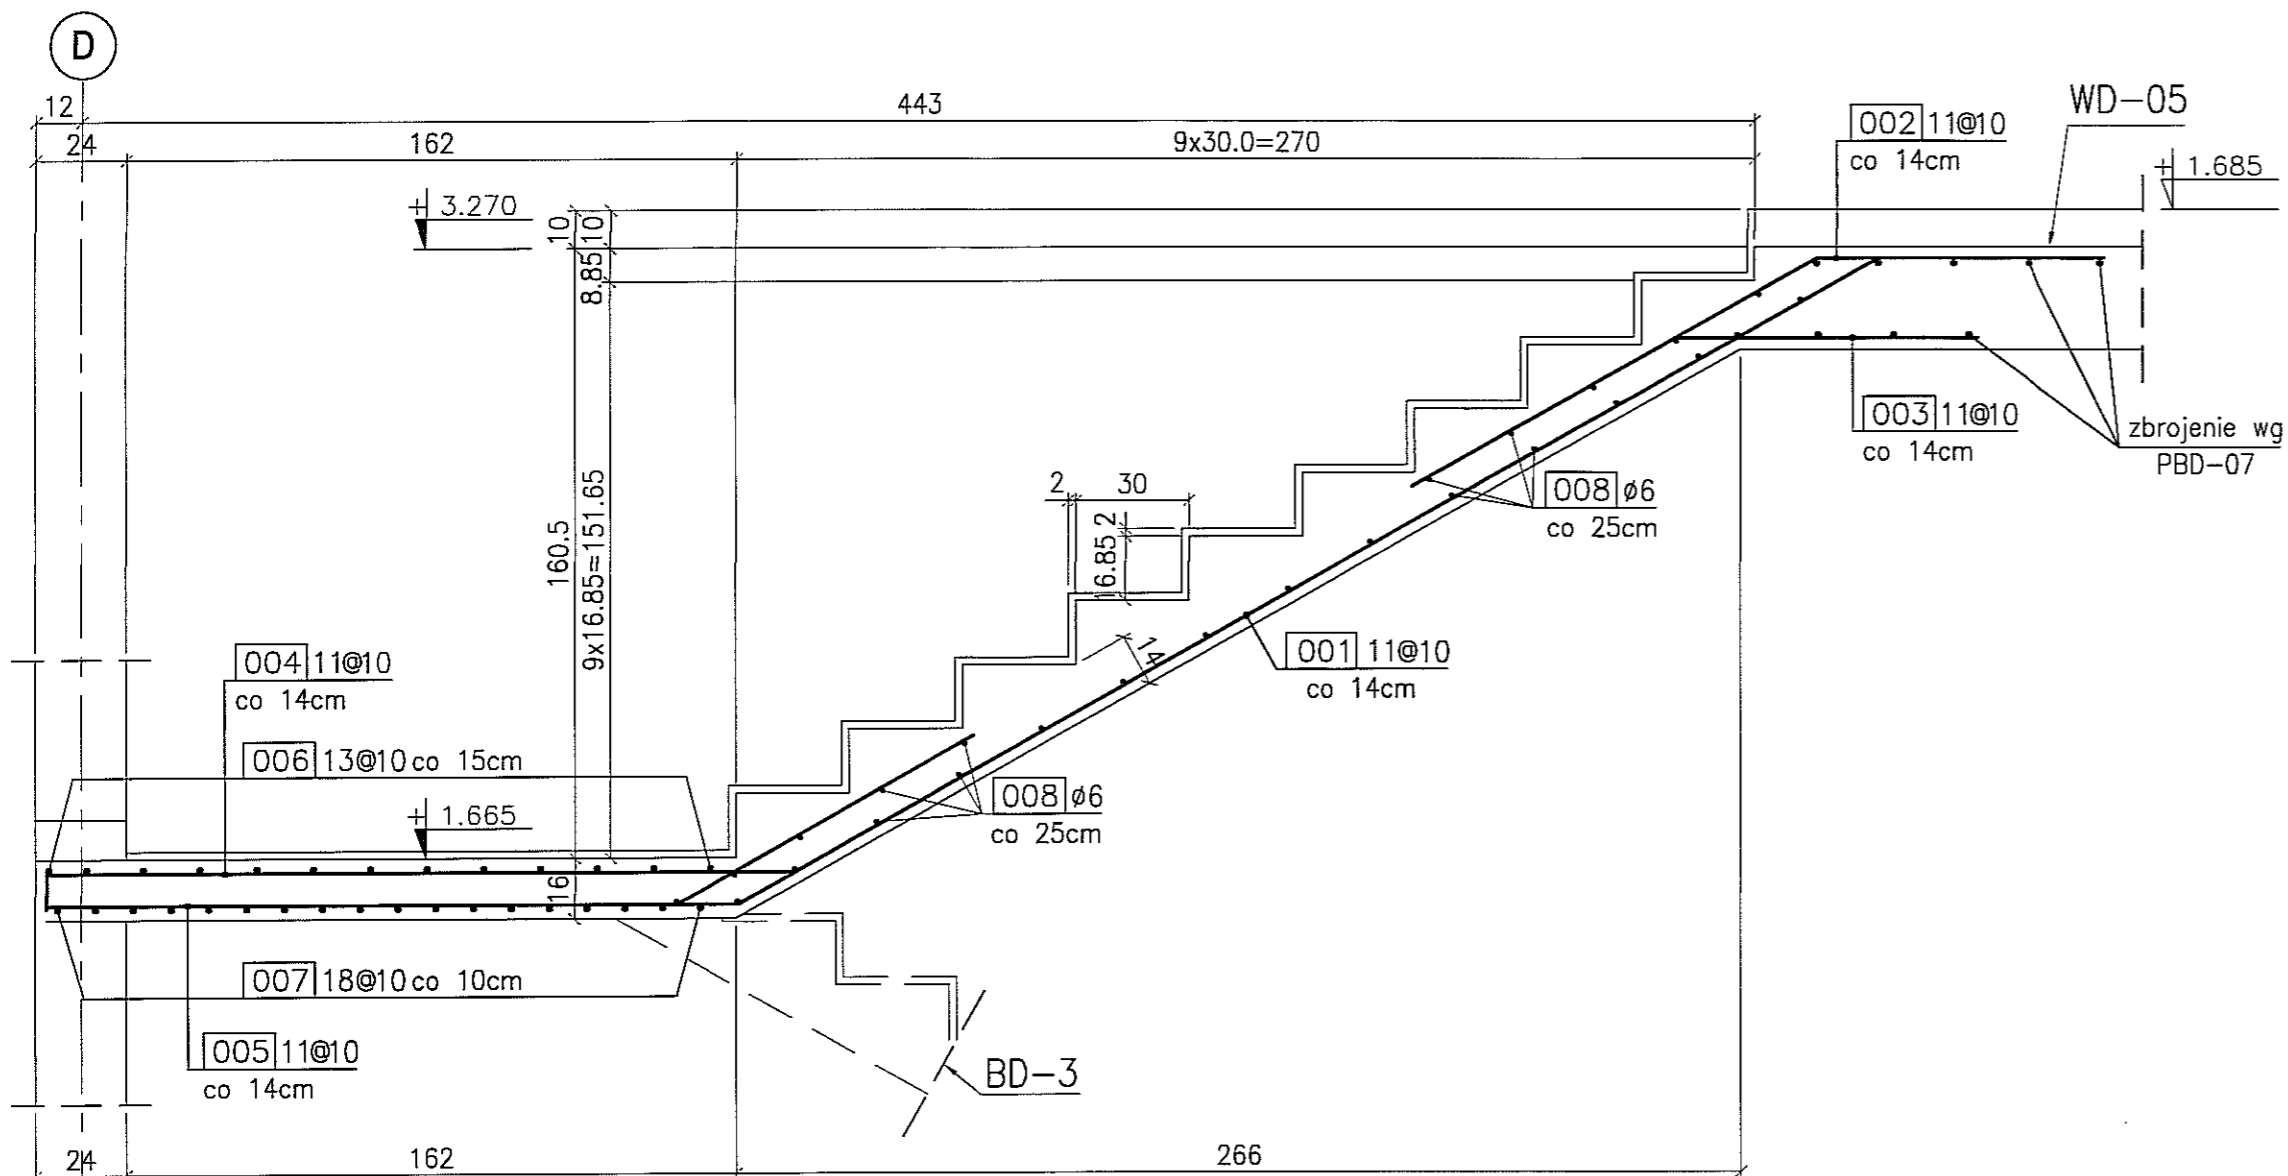 D
12
443
24
162
9x30.0=270
002 11@10
co 14cm
WD-05
+ 1.685
+ 3.270
10
10
8.85
160.5
9x16.85=151.65
16
2
30
2
16.85
14
003 11@10
co 14cm
zbrojenie wg
PBD-07
008 ø6
co 25cm
001 11@10
co 14cm
004 11@10
co 14cm
006 13@10 co 15cm
+ 1.665
008 ø6
co 25cm
007 18@10 co 10cm
005 11@10
co 14cm
BD-3
24
162
266